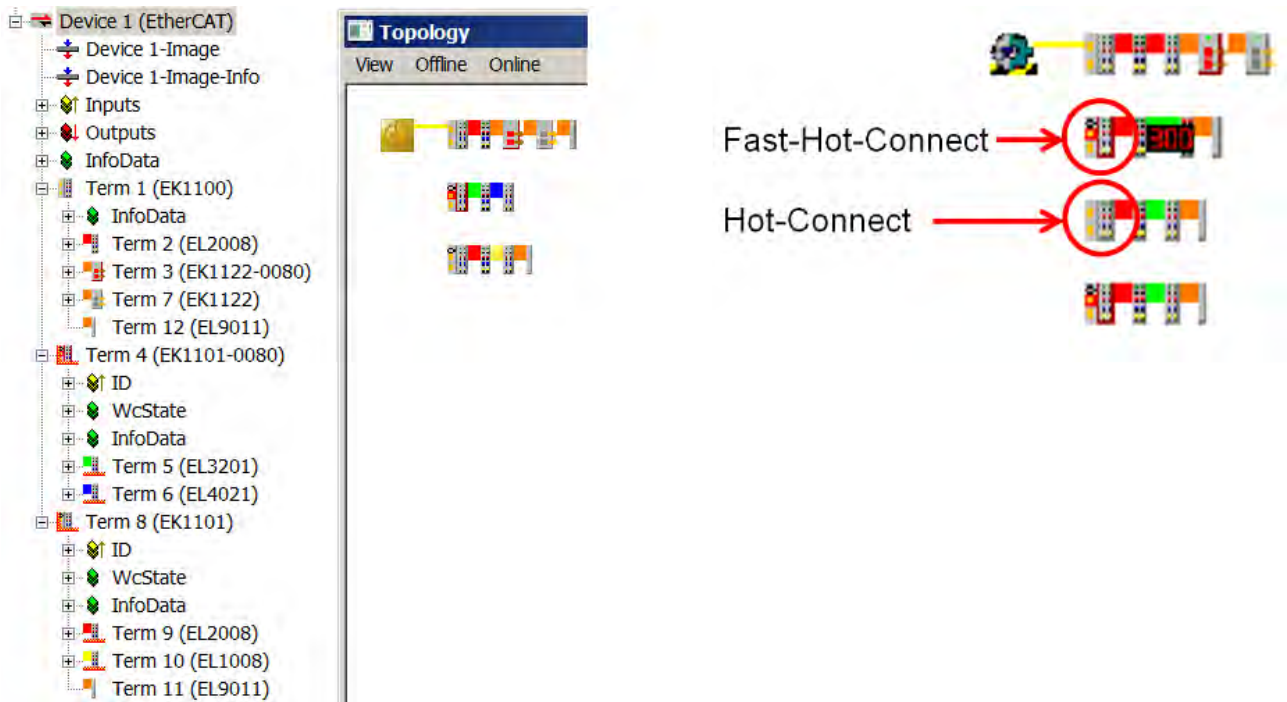 Device 1 (EtherCAT)
Device 1-Image
Device 1-Image-Info
Inputs
Outputs
InfoData
Term 1 (EK1100)
InfoData
Term 2 (EL2008)
Term 3 (EK1122-0080)
Term 7 (EK1122)
Term 12 (EL9011)
Term 4 (EK1101-0080)
ID
WcState
InfoData
Term 5 (EL3201)
Term 6 (EL4021)
Term 8 (EK1101)
ID
WcState
InfoData
Term 9 (EL2008)
Term 10 (EL1008)
Term 11 (EL9011)
Topology
View Offline Online
Fast-Hot-Connect
300
Hot-Connect